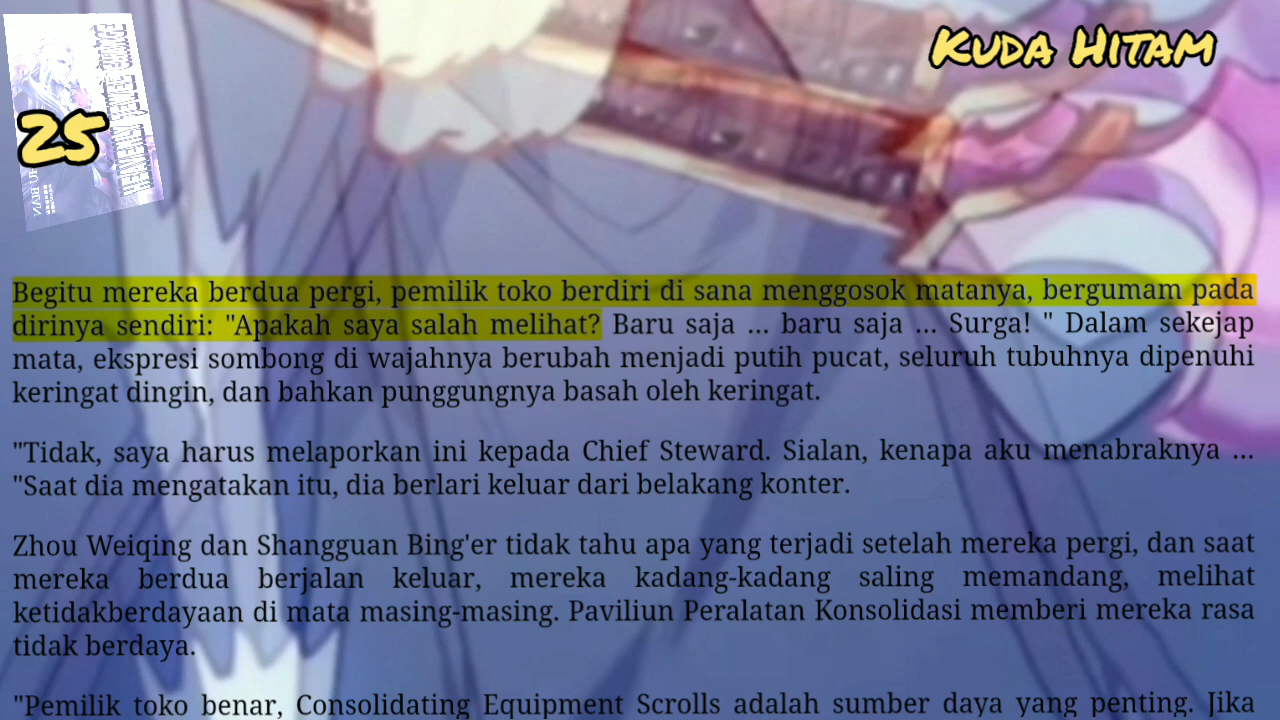 Kuda Hitam
25
HEAVENLY JEWEL CHANGE
Begitu mereka berdua pergi, pemilik toko berdiri di sana menggosok matanya, bergumam pada
dirinya sendiri: "Apakah saya salah melihat? Baru saja ... baru saja ... Surga! " Dalam sekejap
mata, ekspresi sombong di wajahnya berubah menjadi putih pucat, seluruh tubuhnya dipenuhi
keringat dingin, dan bahkan punggungnya basah oleh keringat.
"Tidak, saya harus melaporkan ini kepada Chief Steward. Sialan, kenapa aku menabraknya ...
"Saat dia mengatakan itu, dia berlari keluar dari belakang konter.
Zhou Weiqing dan Shangguan Bing'er tidak tahu apa yang terjadi setelah mereka pergi, dan saat
mereka berdua berjalan keluar, mereka kadang-kadang saling memandang, melihat
ketidakberdayaan di mata masing-masing. Paviliun Peralatan Konsolidasi memberi mereka rasa
tidak berdaya.
"Pemilik toko benar, Consolidating Equipment Scrolls adalah sumber daya yang penting. Jika